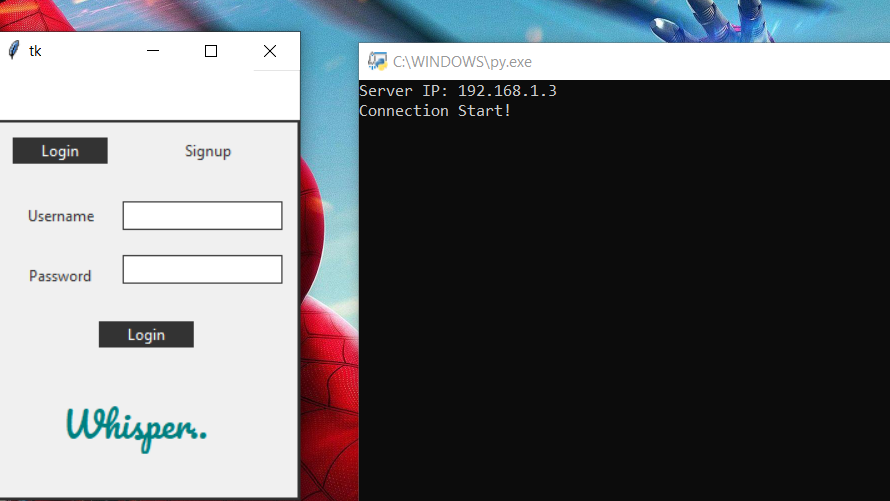 tk
Login
Signup
Username
Password
Login
Whisper..
C:\WINDOWS\py.exe
Server IP: 192.168.1.3
Connection Start!